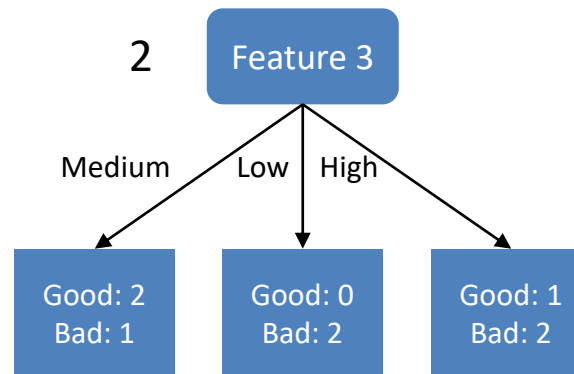 2
Feature 3
Medium
Low
High
Good: 2
Bad: 1
Good: 0
Bad: 2
Good: 1
Bad: 2